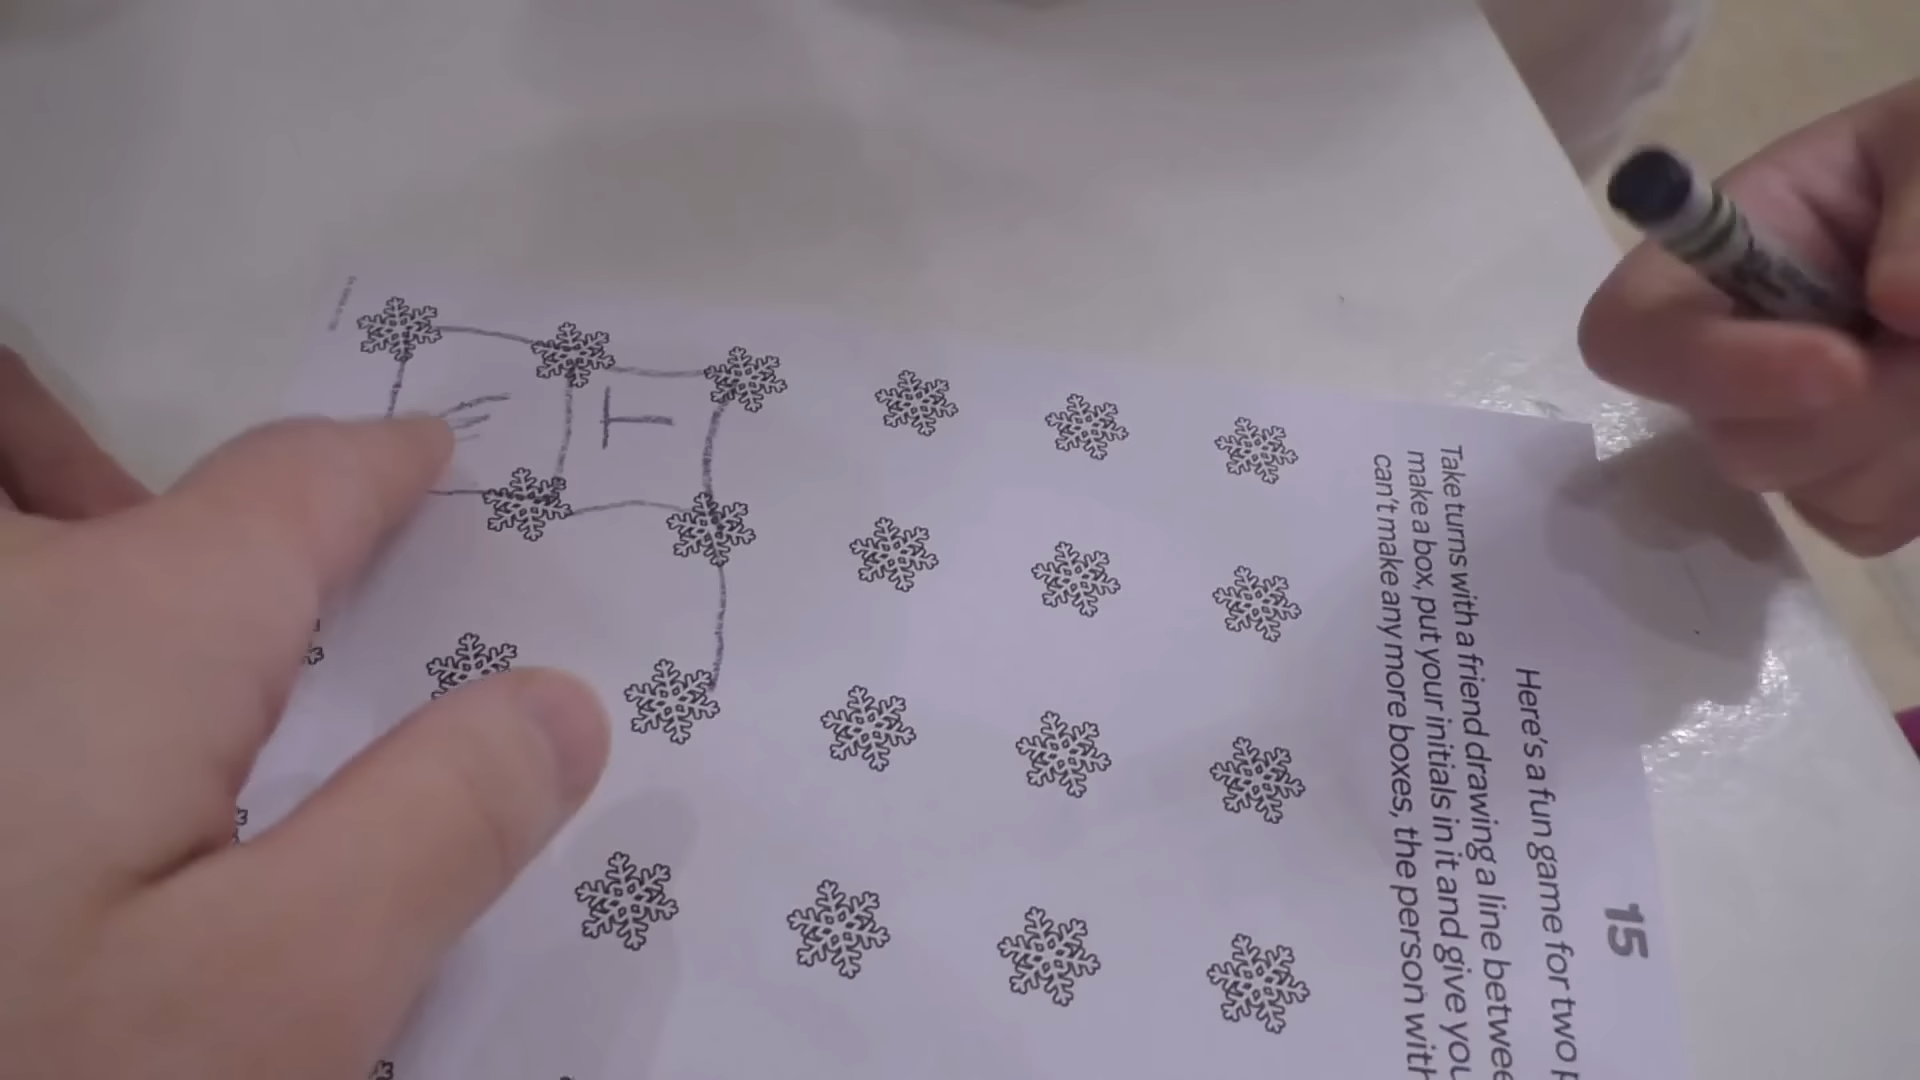 15
Here's a fun game for two
Take turns with a friend drawing a line betwee
make a box, put your initials in it and give you
can't make any more boxes, the person with
T